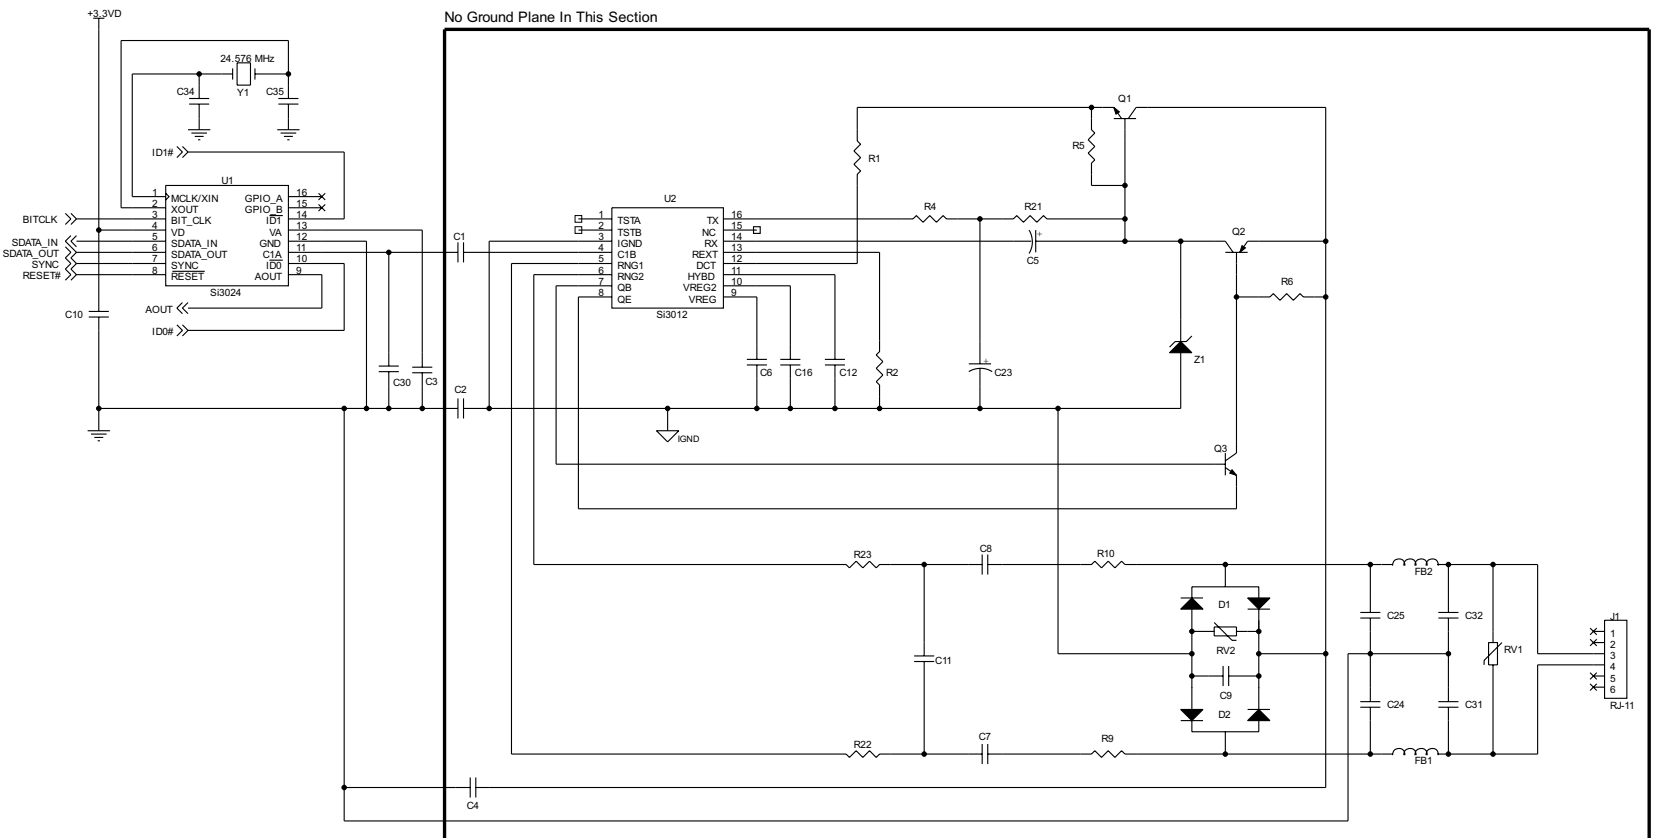 No Ground Plane In This Section
+3.3VD
24.576 MHz
C34
Y1
C35
ID1#
U1
1 MCLK/XIN GPIO_A 16
2 XOUT GPIO_B 15
3 BIT_CLK ID1 14
4 VD VA 13
5 SDATA_IN GND 12
6 SDATA_OUT C1A 11
7 SYNC ID0 10
8 RESET AOUT 9
Si3024
BITCLK
SDATA_IN
SDATA_OUT
SYNC
RESET#
AOUT
ID0#
C10
C30
C3
C1
C2
U2
1 TSTA TX 16
2 TSTB NC 15
3 IGND RX 14
4 C1B REXT 13
5 RNG1 DCT 12
6 RNG2 HYBD 11
7 QB VREG2 10
8 QE VREG 9
Si3012
R1
R4
R21
R5
Q1
Q2
+
C5
R6
Z1
C6
C16
C12
R2
+
C23
IGND
Q3
R23
C8
R10
D1
RV2
C9
D2
C11
R22
C7
R9
C4
FB2
C25
C32
RV1
C24
C31
FB1
J1
1
2
3
4
5
6
RJ-11